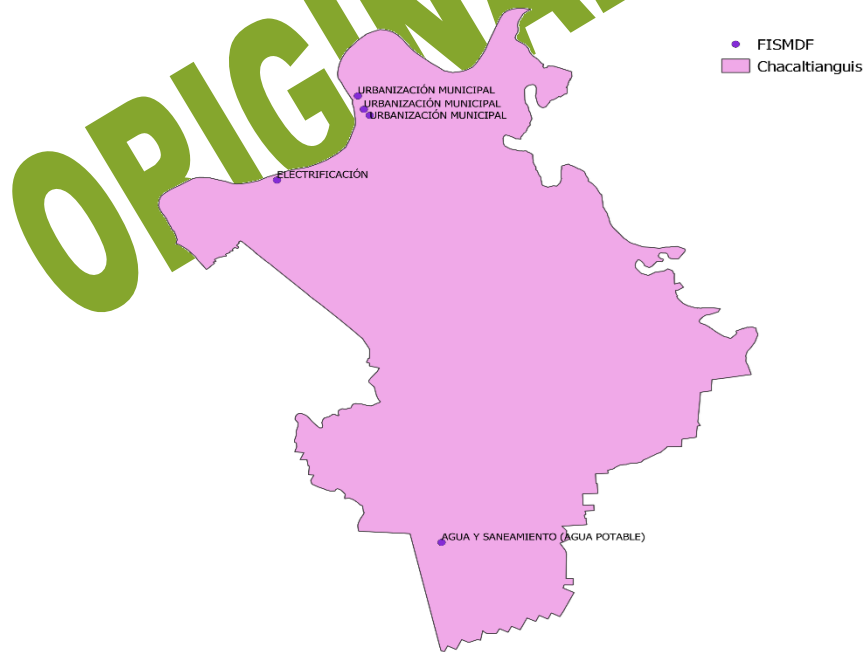 ORIGINAL
FISMDF
Chacaltianguis
URBANIZACIÓN MUNICIPAL
URBANIZACIÓN MUNICIPAL
URBANIZACIÓN MUNICIPAL
ELECTRIFICACIÓN
AGUA Y SANEAMIENTO (AGUA POTABLE)